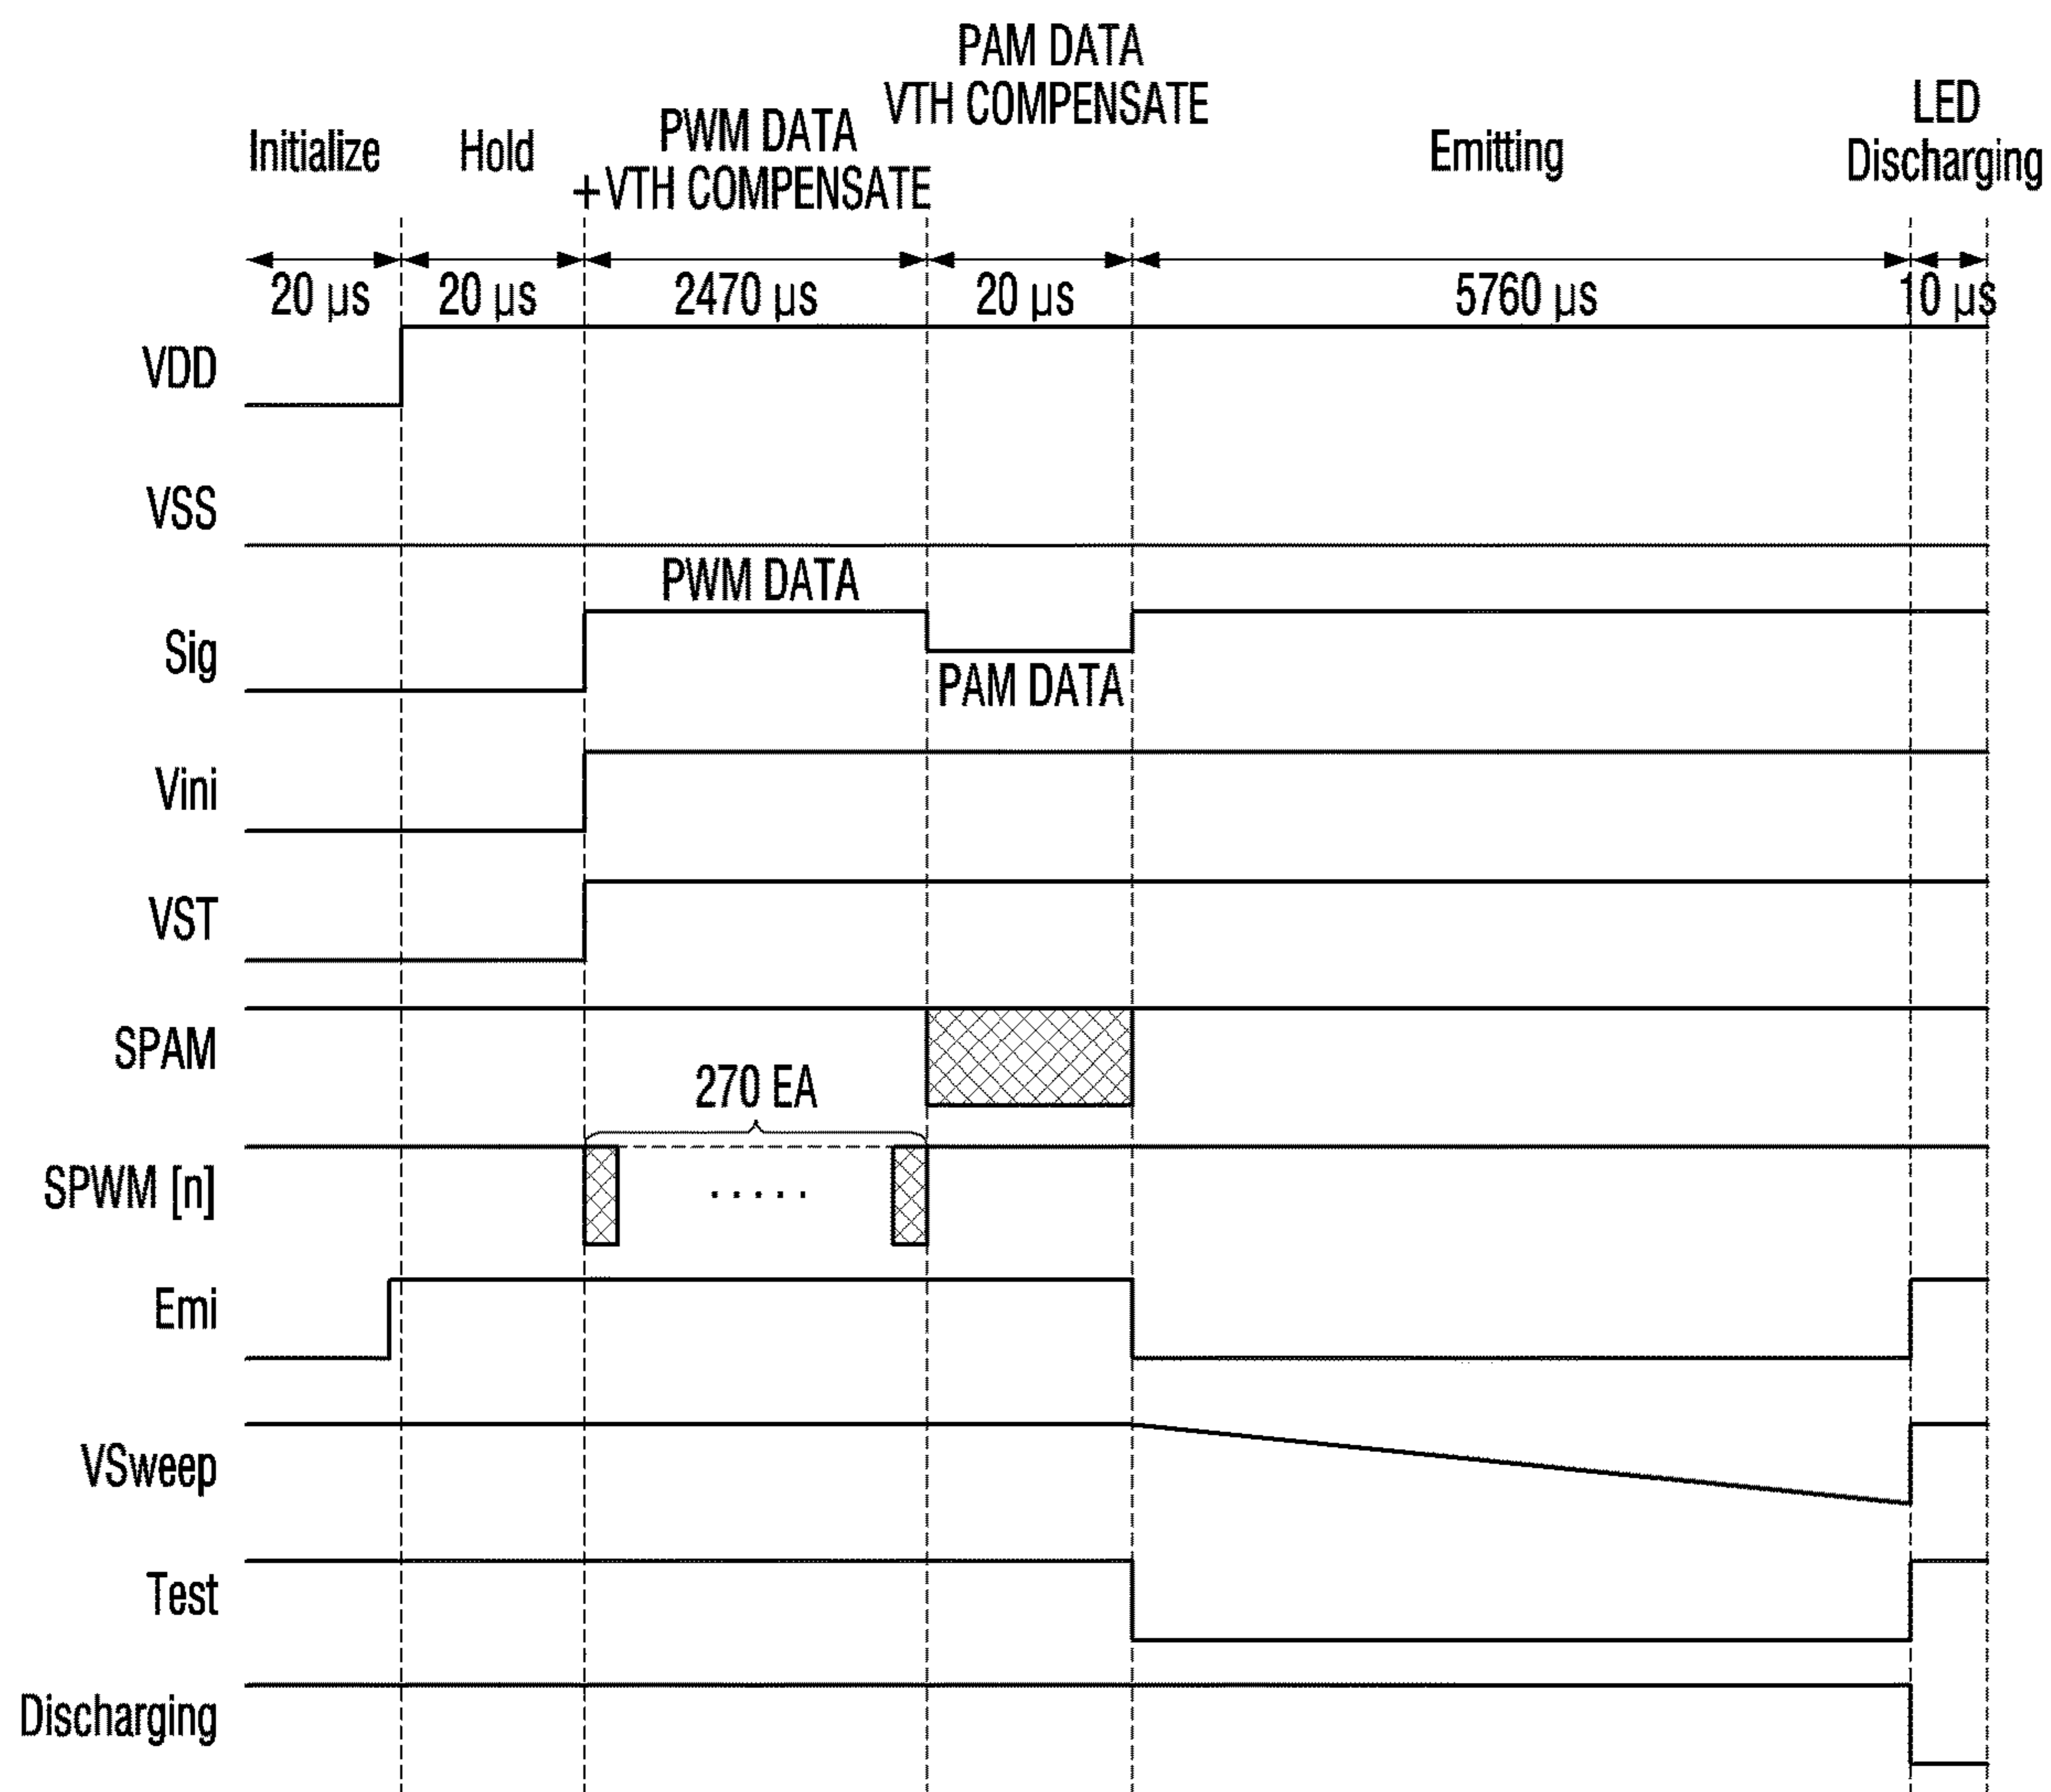 PAM DATA
VTH COMPENSATE
LED
Discharging
PWM DATA
+VTH COMPENSATE
Initialize
Hold
Emitting
20 μs
20 μs
2470 μs
20 μs
5760 μs
10 μs
VDD
VSS
PWM DATA
Sig
PAM DATA
Vini
VST
SPAM
270 EA
SPWM [n]
.....
Emi
VSweep
Test
Discharging